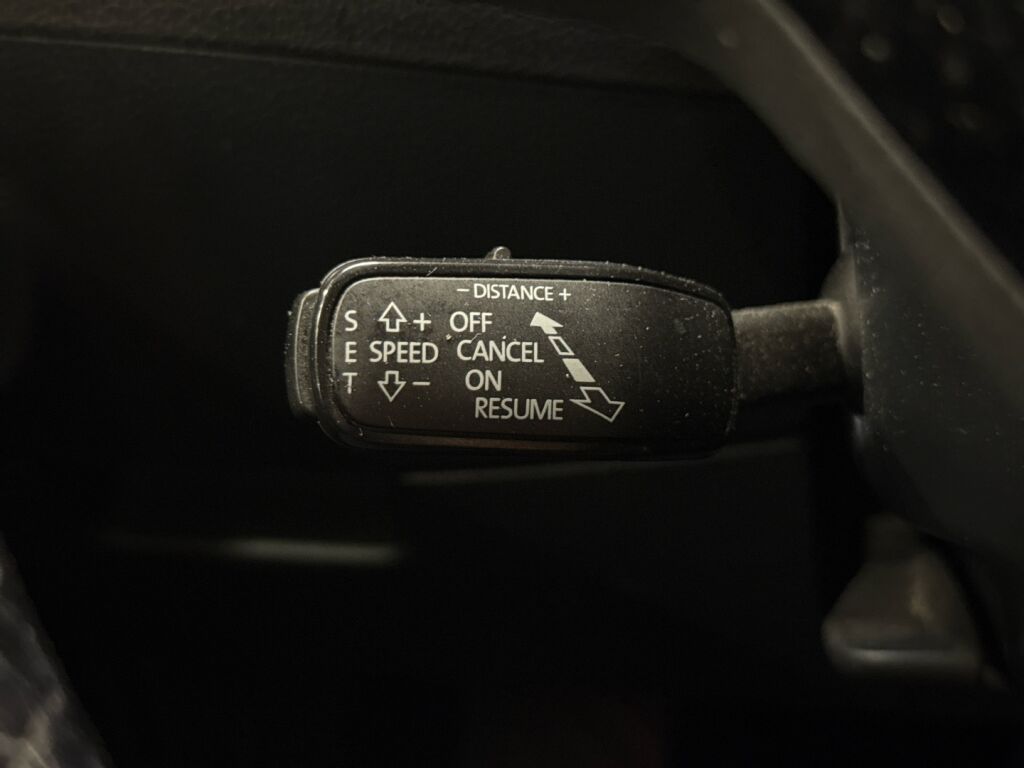 - DISTANCE +
S + OFF
E SPEED CANCEL
T - ON
RESUME